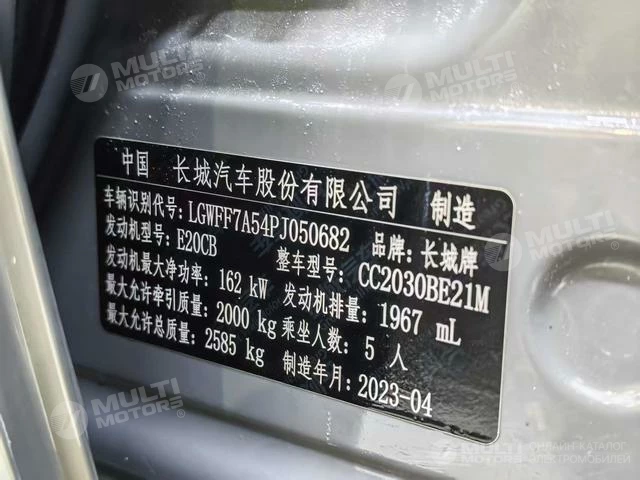 MULTI MOTORS
MULTI MOTORS
中国 长城汽车股份有限公司 制造
车辆识别代号: LGWFF7A54PJ050682 品牌: 长城牌
发动机型号: E20CB 整车型号: CC2030BE21M
发动机最大净功率: 162 kW 发动机排量: 1967 mL
最大允许牵引质量: 2000 kg 乘坐人数: 5 人
最大允许总质量: 2585 kg 制造年月: 2023-04
MULTI MOTORS
MULTI MOTORS
ОНЛАЙН-КАТАЛОГ
ЭЛЕКТРОМОБИЛЕЙ